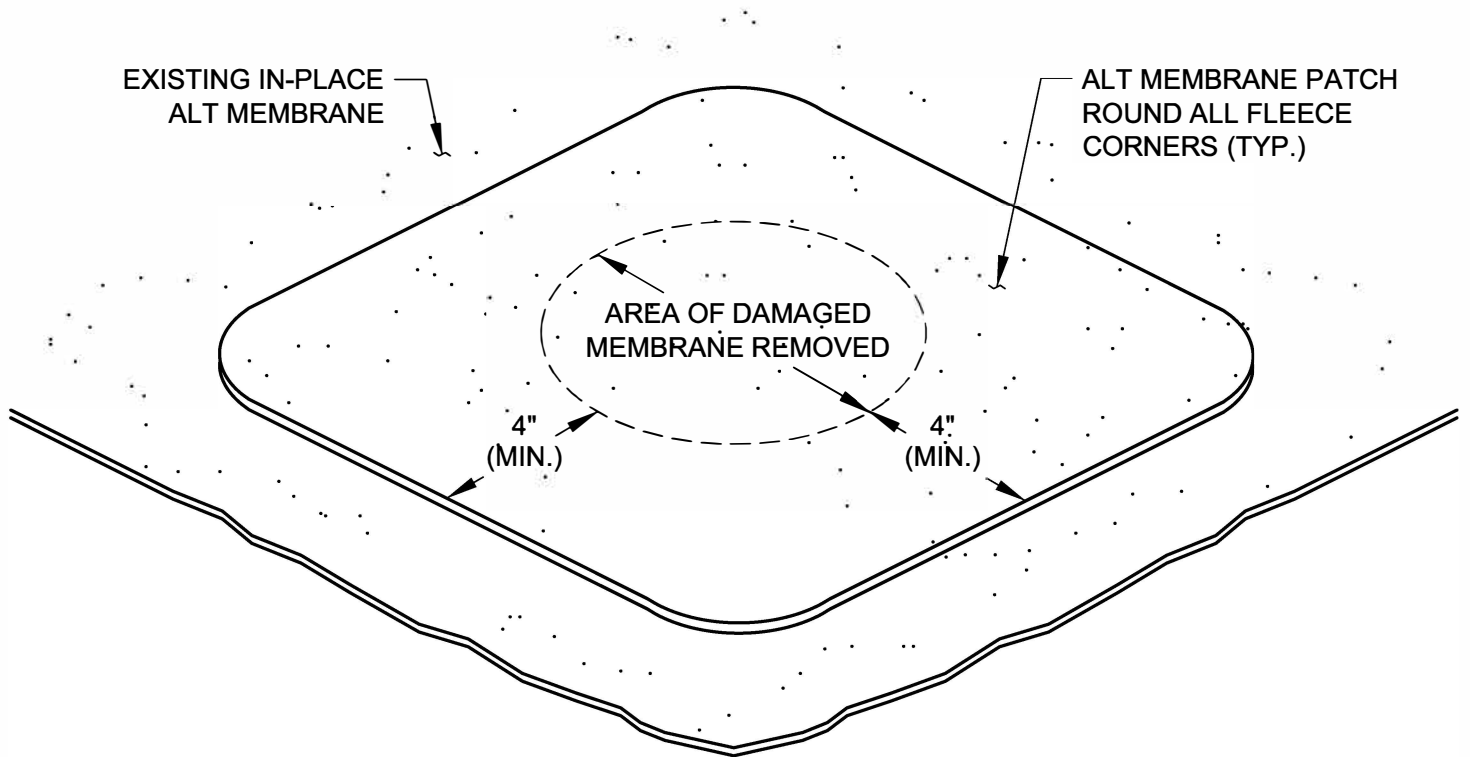 EXISTING IN-PLACE
ALT MEMBRANE
ALT MEMBRANE PATCH
ROUND ALL FLEECE
CORNERS (TYP.)
AREA OF DAMAGED
MEMBRANE REMOVED
4"
(MIN.)
4"
(MIN.)